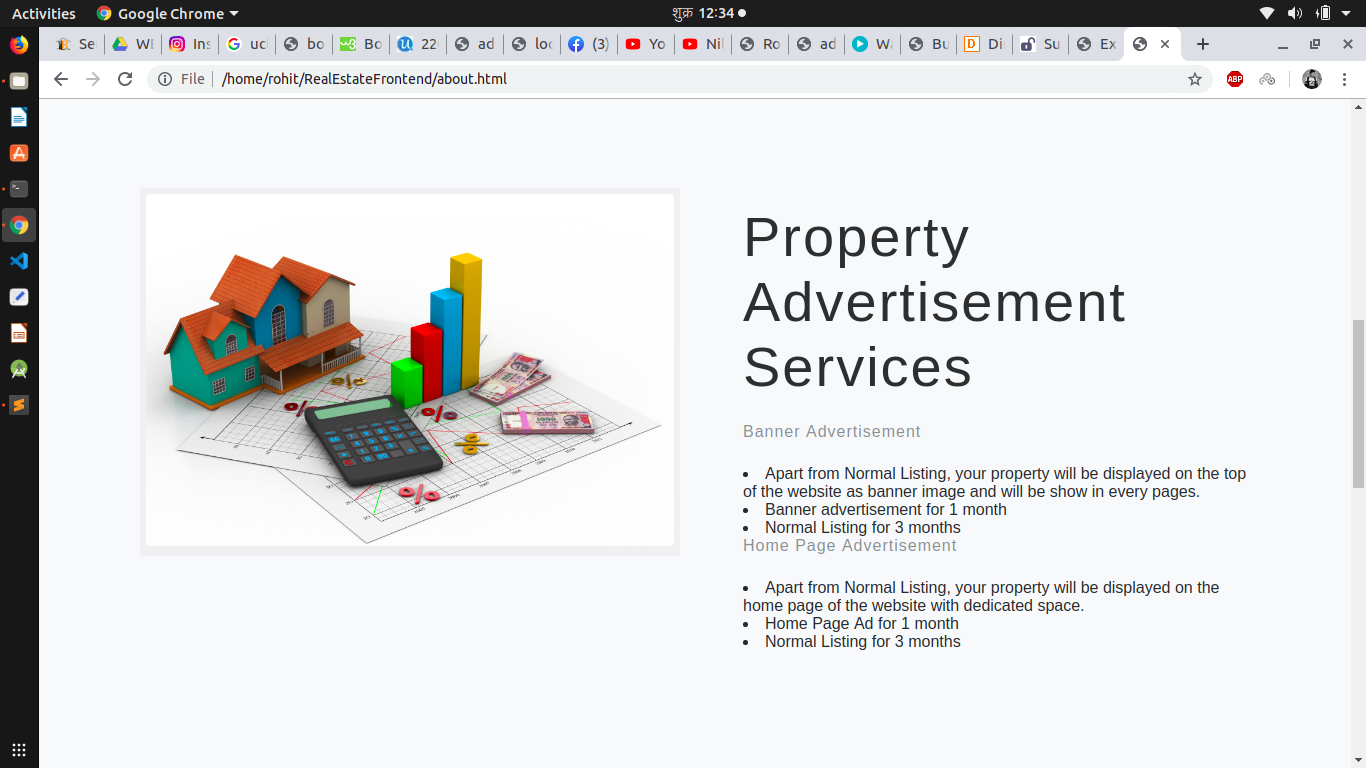 Activities Google Chrome शुक्र 12:34
Se WI Ins uc bo Bo 22 ad loc (3) Yo Nil Ro ad W Bu Di Su Ex
File /home/rohit/RealEstateFrontend/about.html ABP
Property
Advertisement
Services
Banner Advertisement
• Apart from Normal Listing, your property will be displayed on the top
of the website as banner image and will be show in every pages.
• Banner advertisement for 1 month
• Normal Listing for 3 months
Home Page Advertisement
• Apart from Normal Listing, your property will be displayed on the
home page of the website with dedicated space.
• Home Page Ad for 1 month
• Normal Listing for 3 months